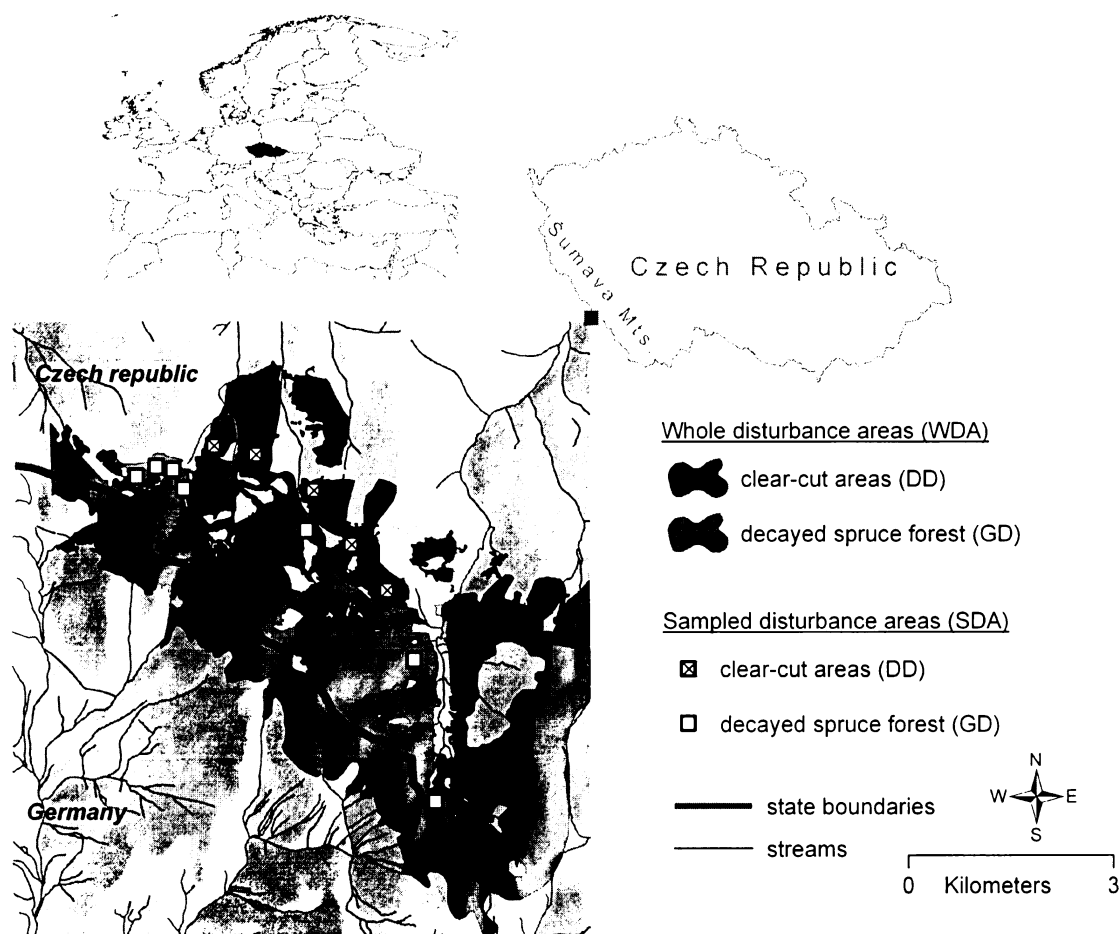 Šumava Mts
Czech Republic
Czech republic
Germany
Whole disturbance areas (WDA)
clear-cut areas (DD)
decayed spruce forest (GD)
Sampled disturbance areas (SDA)
clear-cut areas (DD)
decayed spruce forest (GD)
state boundaries
streams
N
W E
S
0 Kilometers 3